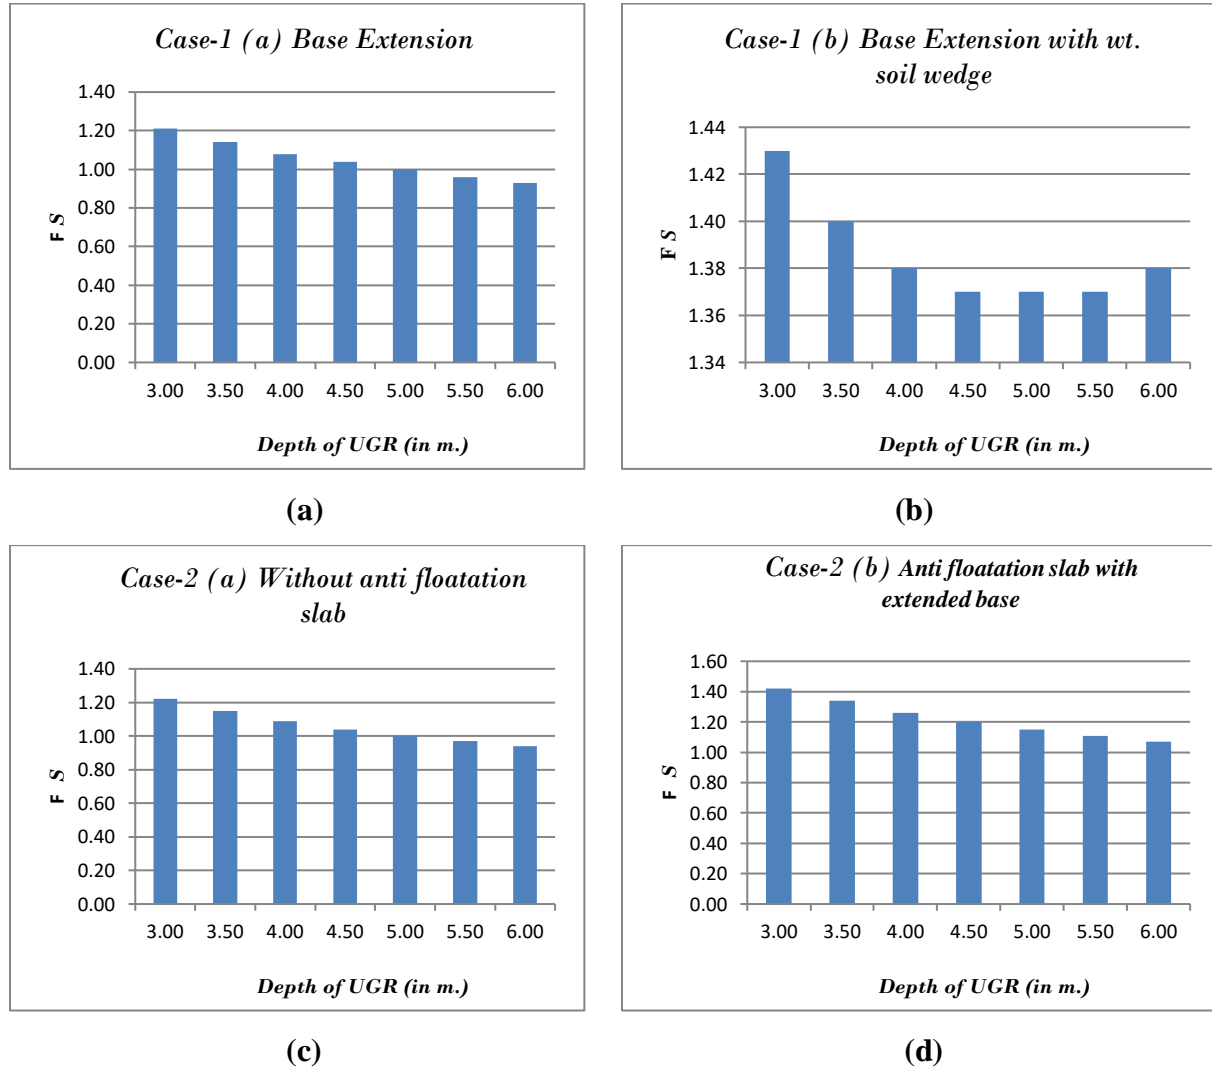 Case-1 (a) Base Extension
1.40
1.20
1.00
0.80
0.60
0.40
0.20
0.00
F S
3.00 3.50 4.00 4.50 5.00 5.50 6.00
Depth of UGR (in m.)
(a)
Case-1 (b) Base Extension with wt.
soil wedge
1.44
1.42
1.40
1.38
1.36
1.34
F S
3.00 3.50 4.00 4.50 5.00 5.50 6.00
Depth of UGR (in m.)
(b)
Case-2 (a) Without anti floatation
slab
1.40
1.20
1.00
0.80
0.60
0.40
0.20
0.00
F S
3.00 3.50 4.00 4.50 5.00 5.50 6.00
Depth of UGR (in m.)
(c)
Case-2 (b) Anti floatation slab with
extended base
1.60
1.40
1.20
1.00
0.80
0.60
0.40
0.20
0.00
F S
3.00 3.50 4.00 4.50 5.00 5.50 6.00
Depth of UGR (in m.)
(d)